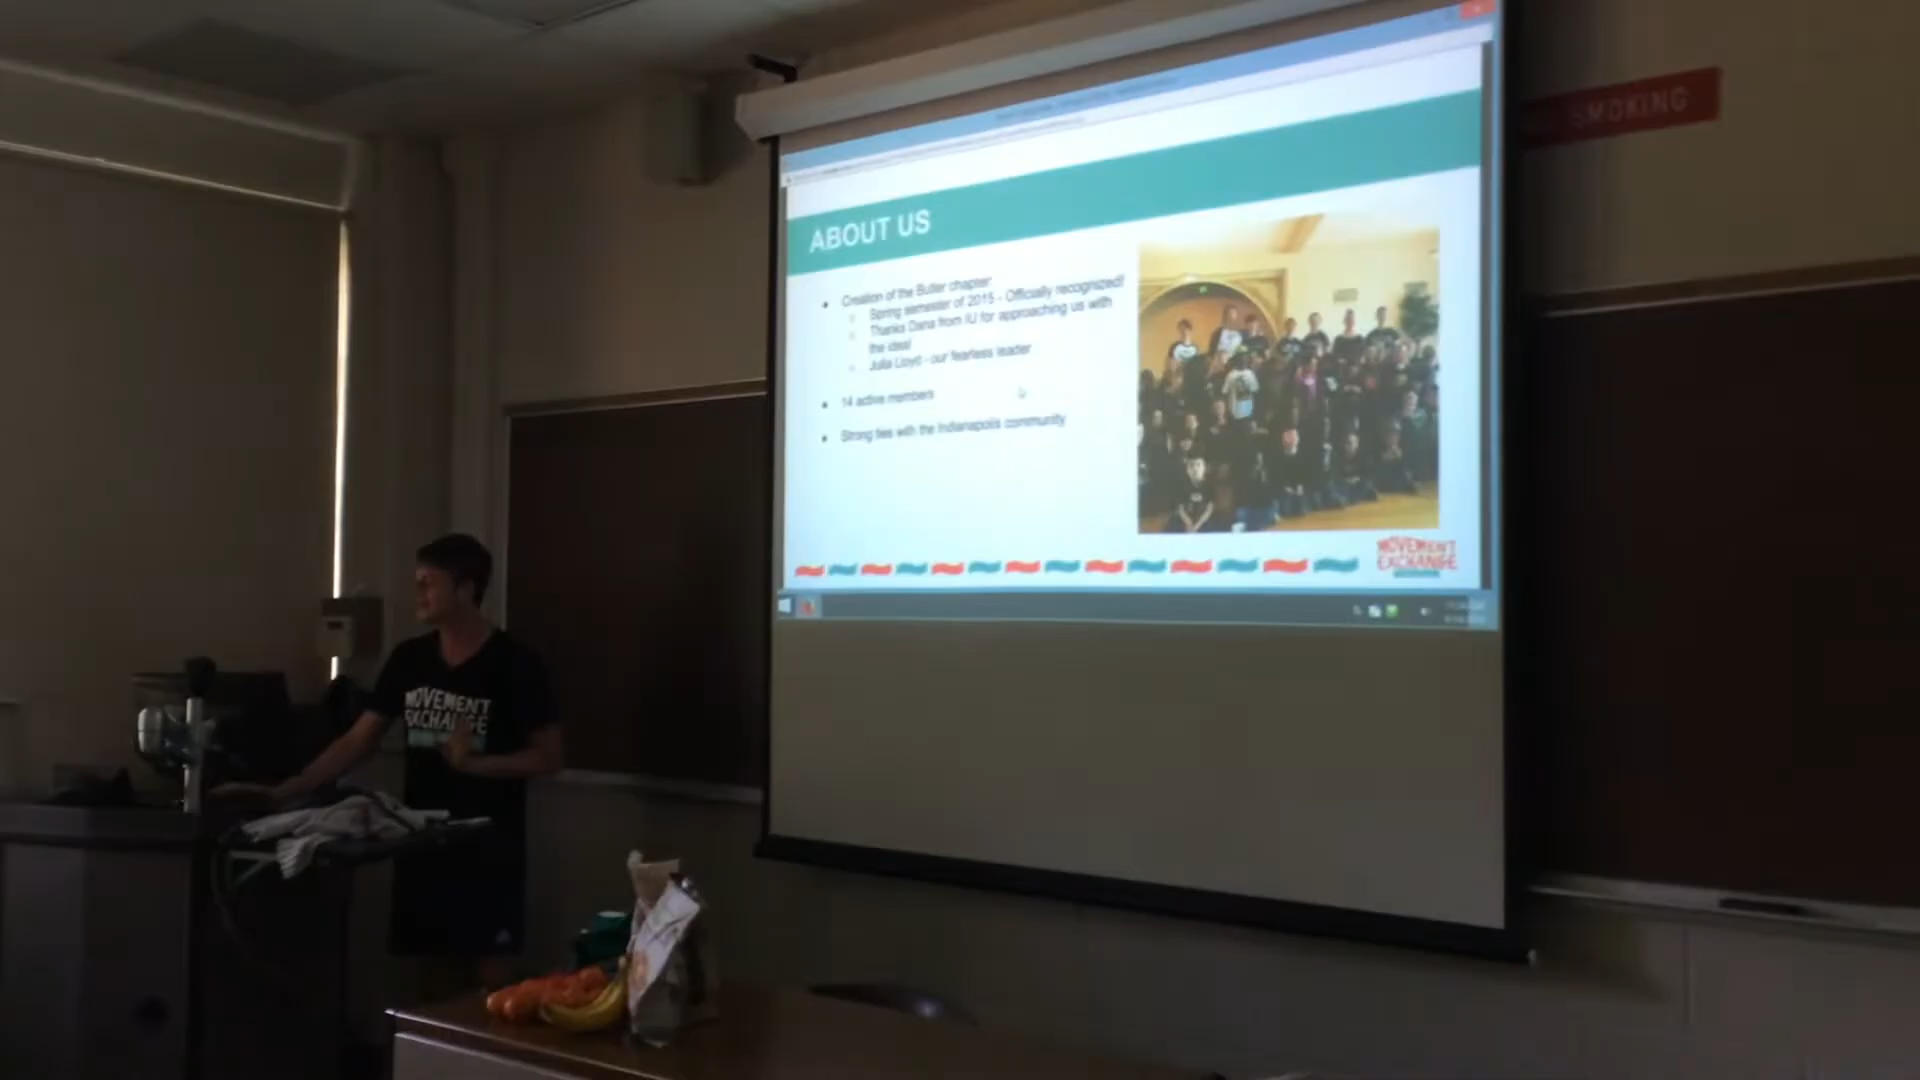 SMOKING
ABOUT US
Creation of the Butler chapter:
Spring semester of 2015 - Officially recognized!
Thanks Dana from IU for approaching us with
the idea!
Julia Lloyd - our fearless leader
14 active members
Strong ties with the Indianapolis community
MOVEMENT
EXCHANGE
MOVEMENT
EXCHANGE